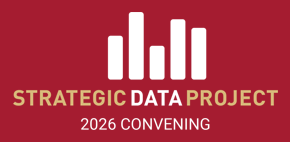 STRATEGIC DATA PROJECT
2026 CONVENING